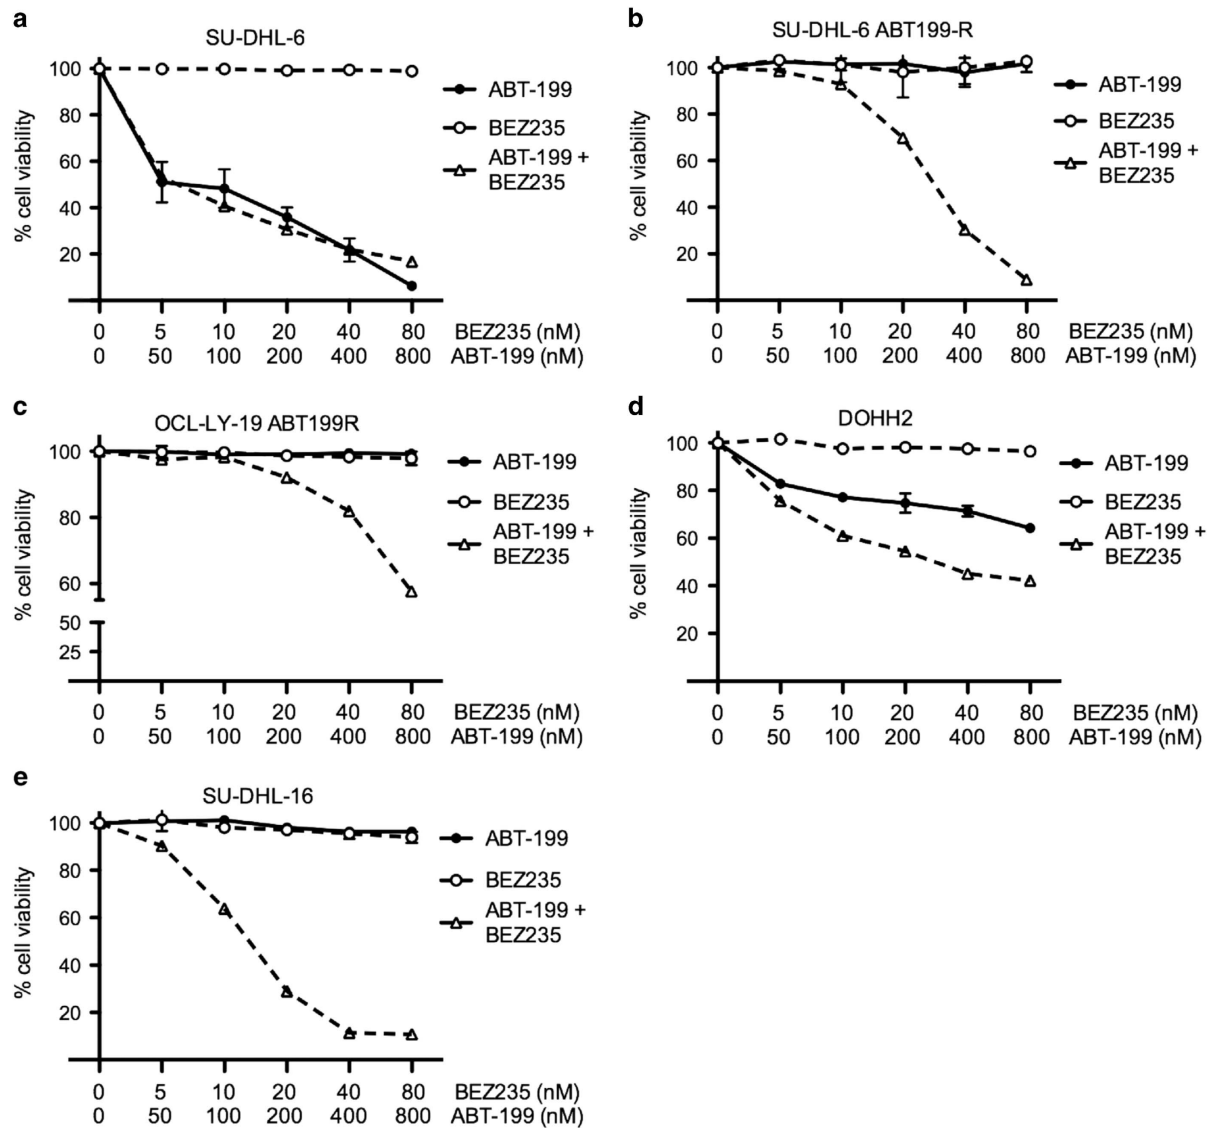 a
SU-DHL-6
% cell viability
100
80
60
40
20
0 5 10 20 40 80 BEZ235 (nM)
0 50 100 200 400 800 ABT-199 (nM)
ABT-199
BEZ235
ABT-199 +
BEZ235
b
SU-DHL-6 ABT199-R
% cell viability
100
80
60
40
20
0 5 10 20 40 80 BEZ235 (nM)
0 50 100 200 400 800 ABT-199 (nM)
ABT-199
BEZ235
ABT-199 +
BEZ235
c
OCL-LY-19 ABT199R
% cell viability
100
80
60
50
25
0 5 10 20 40 80 BEZ235 (nM)
0 50 100 200 400 800 ABT-199 (nM)
ABT-199
BEZ235
ABT-199 +
BEZ235
d
DOHH2
% cell viability
100
80
60
40
20
0 5 10 20 40 80 BEZ235 (nM)
0 50 100 200 400 800 ABT-199 (nM)
ABT-199
BEZ235
ABT-199 +
BEZ235
e
SU-DHL-16
% cell viability
100
80
60
40
20
0 5 10 20 40 80 BEZ235 (nM)
0 50 100 200 400 800 ABT-199 (nM)
ABT-199
BEZ235
ABT-199 +
BEZ235